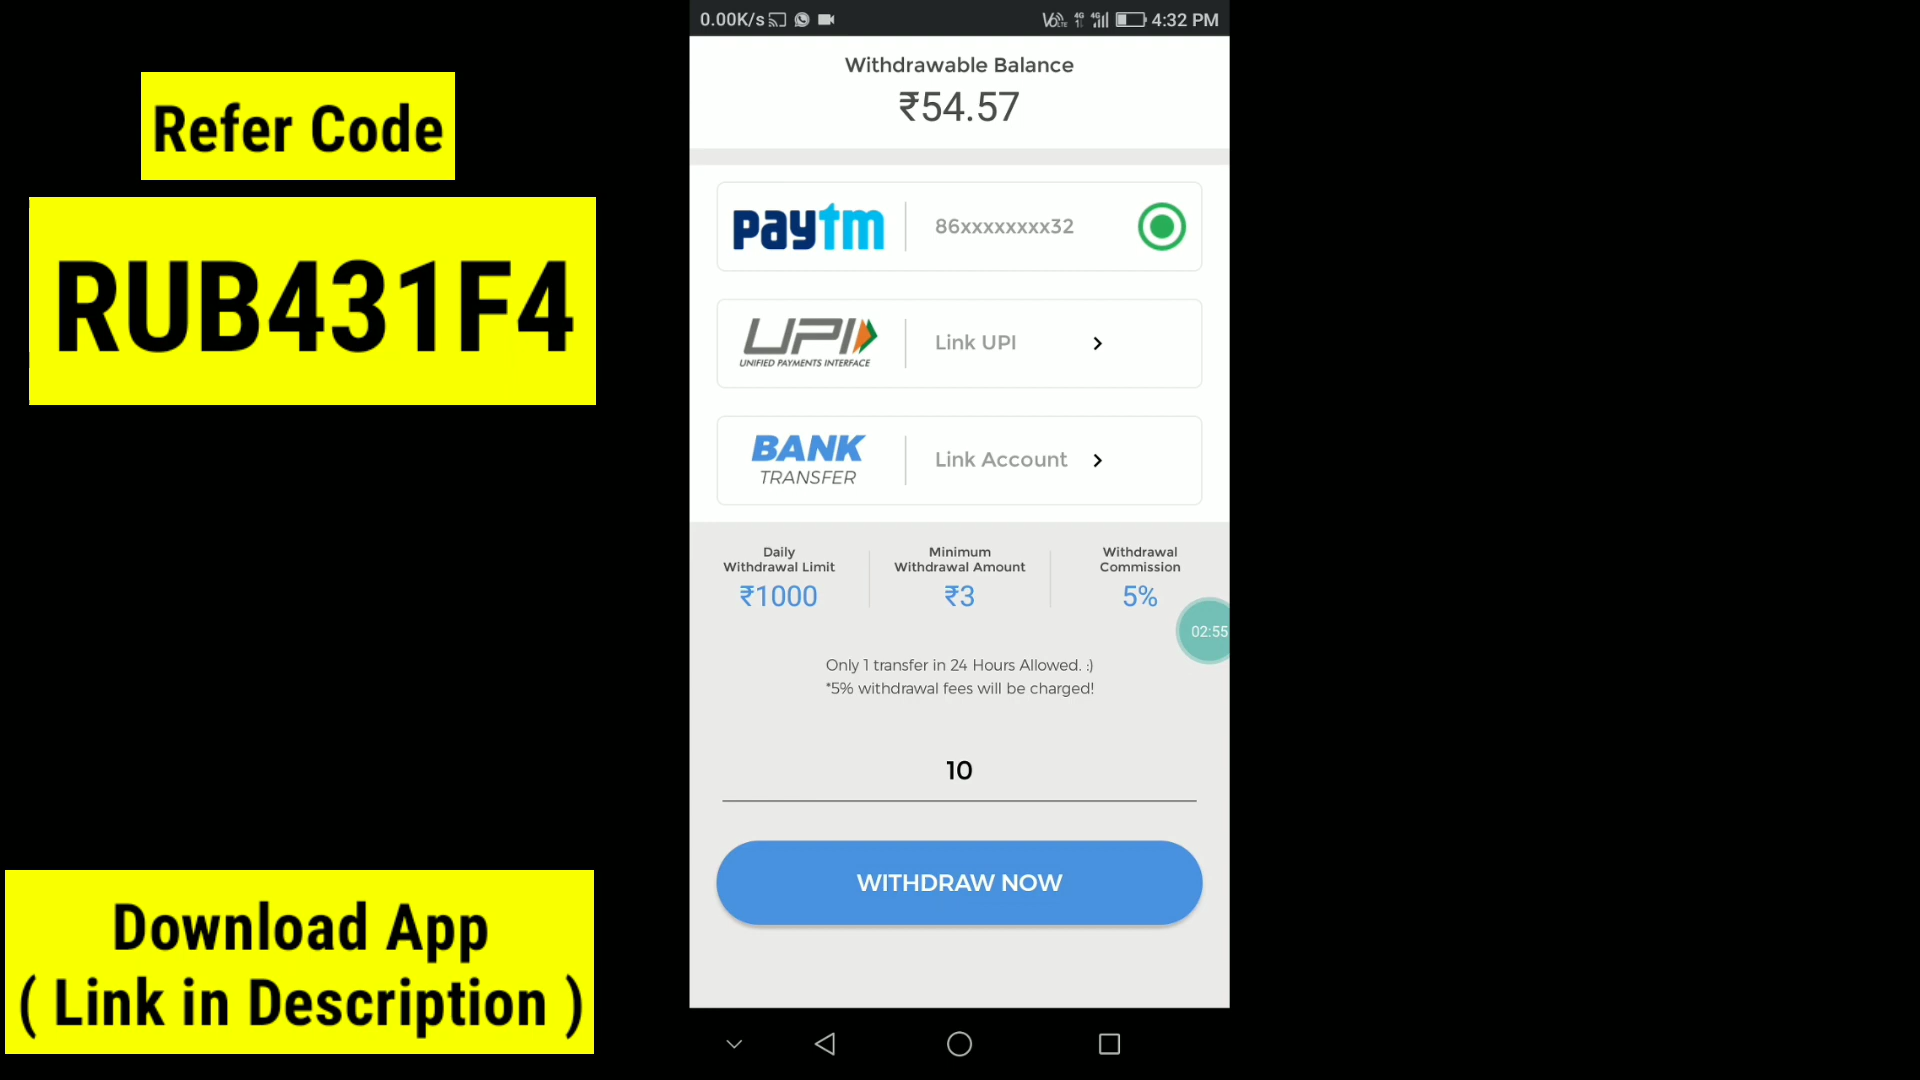 Refer Code
RUB431F4
Download App
( Link in Description )
0.00K/s 4G 4G 4:32 PM
Withdrawable Balance
₹54.57
paytm 86xxxxxxxx32
UPI Link UPI
UNIFIED PAYMENTS INTERFACE
BANK Link Account
TRANSFER
Daily
Withdrawal Limit
₹1000
Minimum
Withdrawal Amount
₹3
Withdrawal
Commission
5%
02:55
Only 1 transfer in 24 Hours Allowed. :)
*5% withdrawal fees will be charged!
10
WITHDRAW NOW